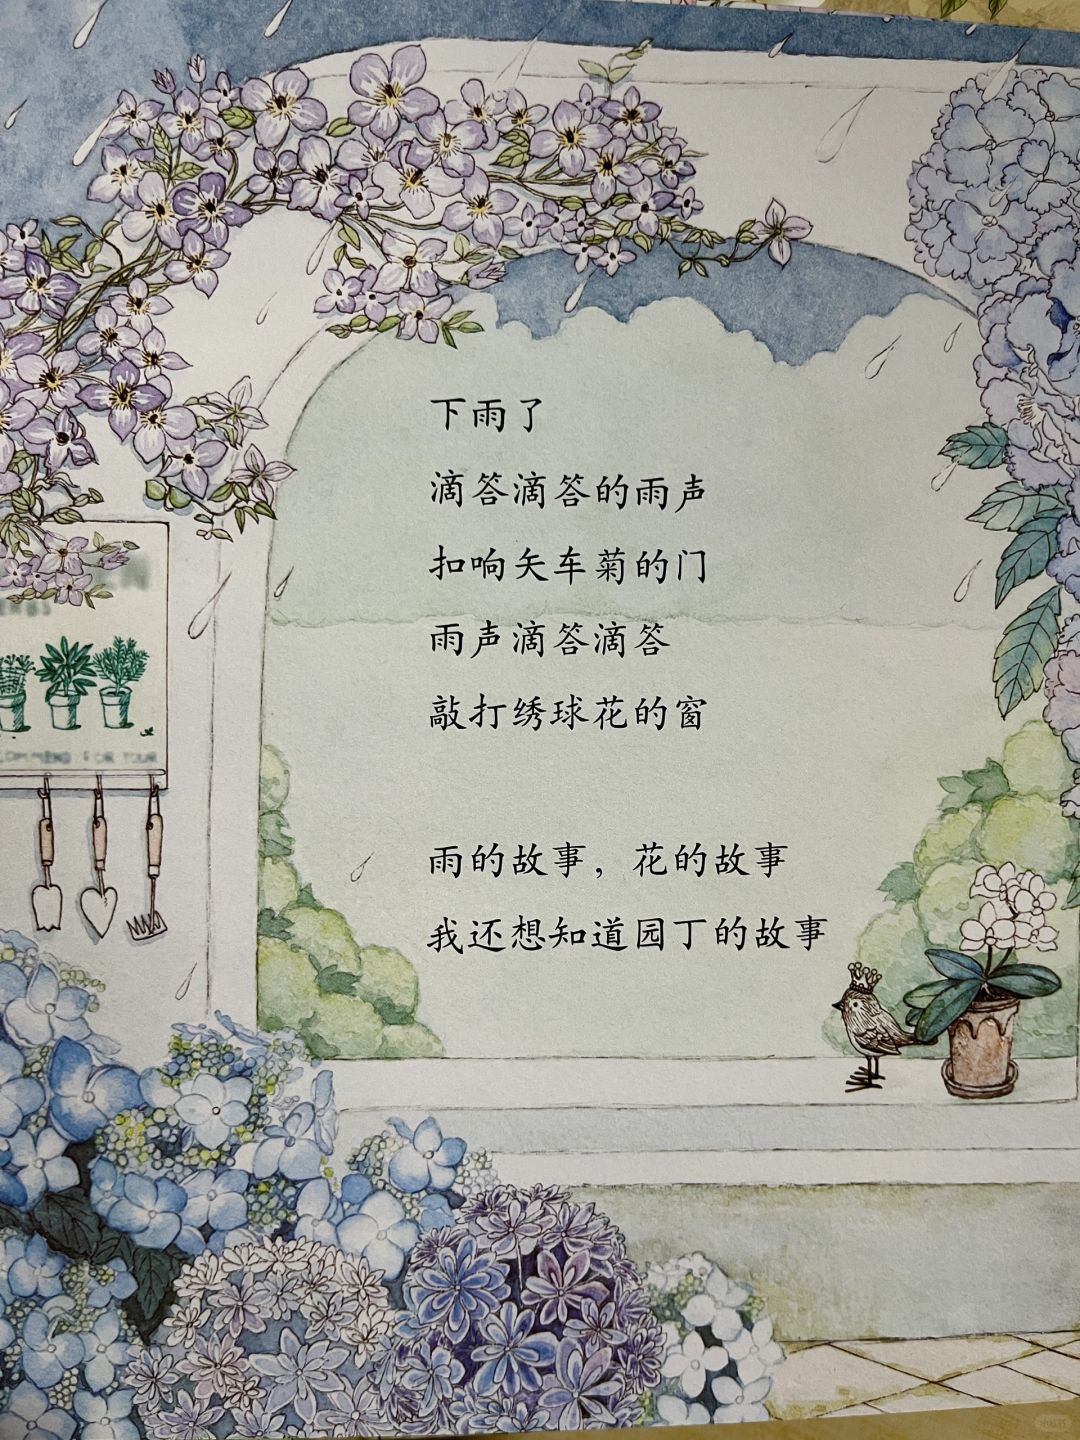 下雨了
滴答滴答的雨声
扣响矢车菊的门
雨声滴答滴答
敲打绣球花的窗
雨的故事，花的故事
我还想知道园丁的故事
FOR YOUR